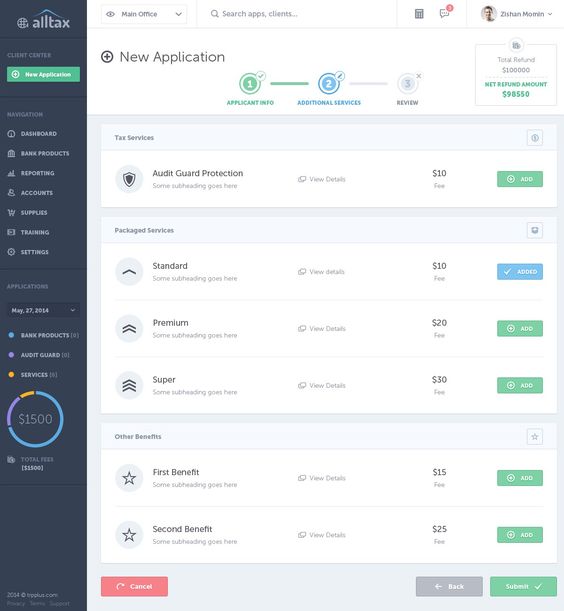 alltax
Main Office
Search apps, clients...
3
Zishan Momin
CLIENT CENTER
New Application
NAVIGATION
DASHBOARD
BANK PRODUCTS
REPORTING
ACCOUNTS
SUPPLIES
TRAINING
SETTINGS
APPLICATIONS
May, 27, 2014
BANK PRODUCTS [0]
AUDIT GUARD [0]
SERVICES [6]
$1500
TOTAL FEES
[$1500]
2014 © trpplus.com
Privacy Terms Support
New Application
1
2
3
APPLICANT INFO
ADDITIONAL SERVICES
REVIEW
Total Refund
$100000
NET REFUND AMOUNT
$98550
Tax Services
Audit Guard Protection
Some subheading goes here
View Details
$10
Fee
ADD
Packaged Services
Standard
Some subheading goes here
View details
$10
Fee
ADDED
Premium
Some subheading goes here
View Details
$20
Fee
ADD
Super
Some subheading goes here
View Details
$30
Fee
ADD
Other Benefits
First Benefit
Some subheading goes here
View Details
$15
Fee
ADD
Second Benefit
Some subheading goes here
View Details
$25
Fee
ADD
Cancel
Back
Submit